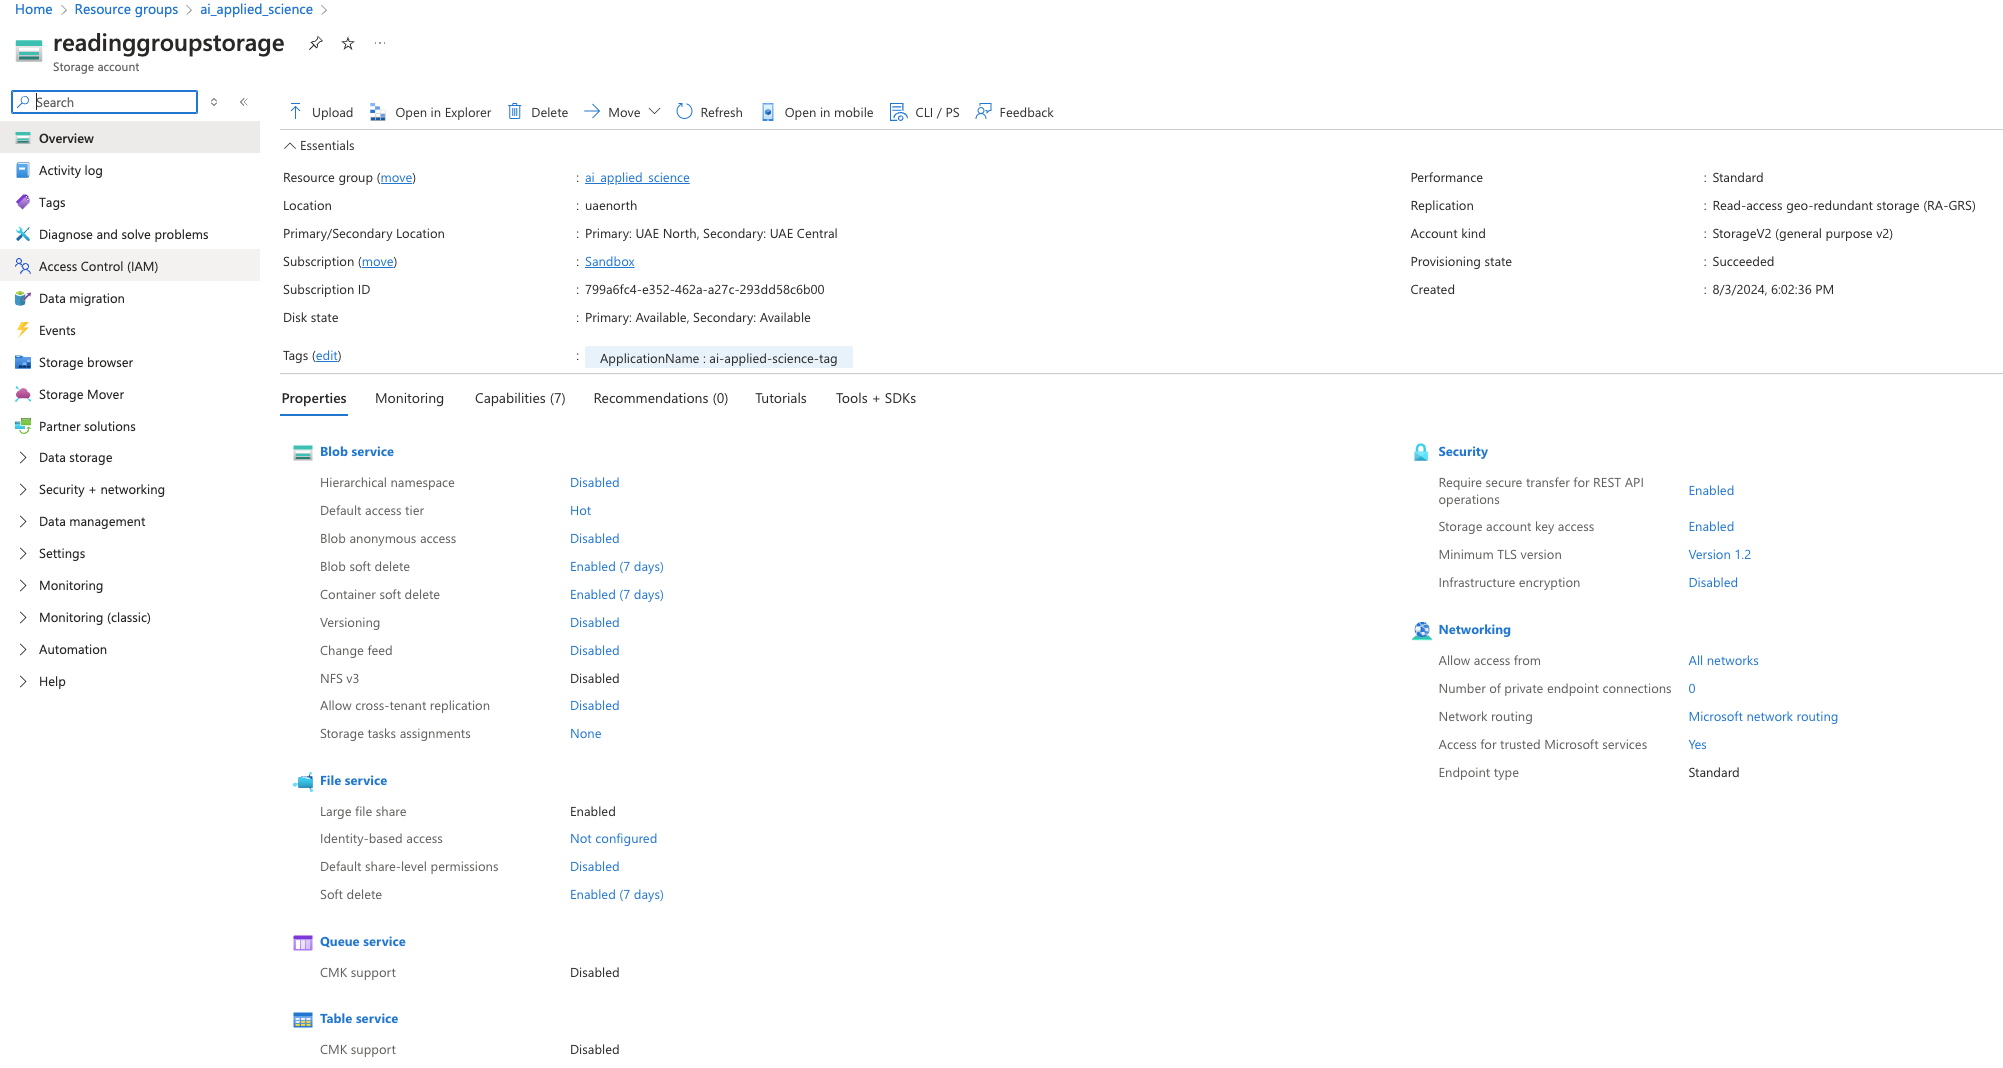 Home > Resource groups > ai_applied_science >
readinggroupstorage
Storage account
Search
Overview
Activity log
Tags
Diagnose and solve problems
Access Control (IAM)
Data migration
Events
Storage browser
Storage Mover
Partner solutions
Data storage
Security + networking
Data management
Settings
Monitoring
Monitoring (classic)
Automation
Help
Upload Open in Explorer Delete Move Refresh Open in mobile CLI / PS Feedback
Essentials
Resource group (move) : ai_applied_science
Location : uaenorth
Primary/Secondary Location : Primary: UAE North, Secondary: UAE Central
Subscription (move) : Sandbox
Subscription ID : 799a6fc4-e352-462a-a27c-293dd58c6b00
Disk state : Primary: Available, Secondary: Available
Tags (edit) : ApplicationName : ai-applied-science-tag
Performance : Standard
Replication : Read-access geo-redundant storage (RA-GRS)
Account kind : StorageV2 (general purpose v2)
Provisioning state : Succeeded
Created : 8/3/2024, 6:02:36 PM
Properties Monitoring Capabilities (7) Recommendations (0) Tutorials Tools + SDKs
Blob service
Hierarchical namespace Disabled
Default access tier Hot
Blob anonymous access Disabled
Blob soft delete Enabled (7 days)
Container soft delete Enabled (7 days)
Versioning Disabled
Change feed Disabled
NFS v3 Disabled
Allow cross-tenant replication Disabled
Storage tasks assignments None
File service
Large file share Enabled
Identity-based access Not configured
Default share-level permissions Disabled
Soft delete Enabled (7 days)
Queue service
CMK support Disabled
Table service
CMK support Disabled
Security
Require secure transfer for REST API
operations Enabled
Storage account key access Enabled
Minimum TLS version Version 1.2
Infrastructure encryption Disabled
Networking
Allow access from All networks
Number of private endpoint connections 0
Network routing Microsoft network routing
Access for trusted Microsoft services Yes
Endpoint type Standard